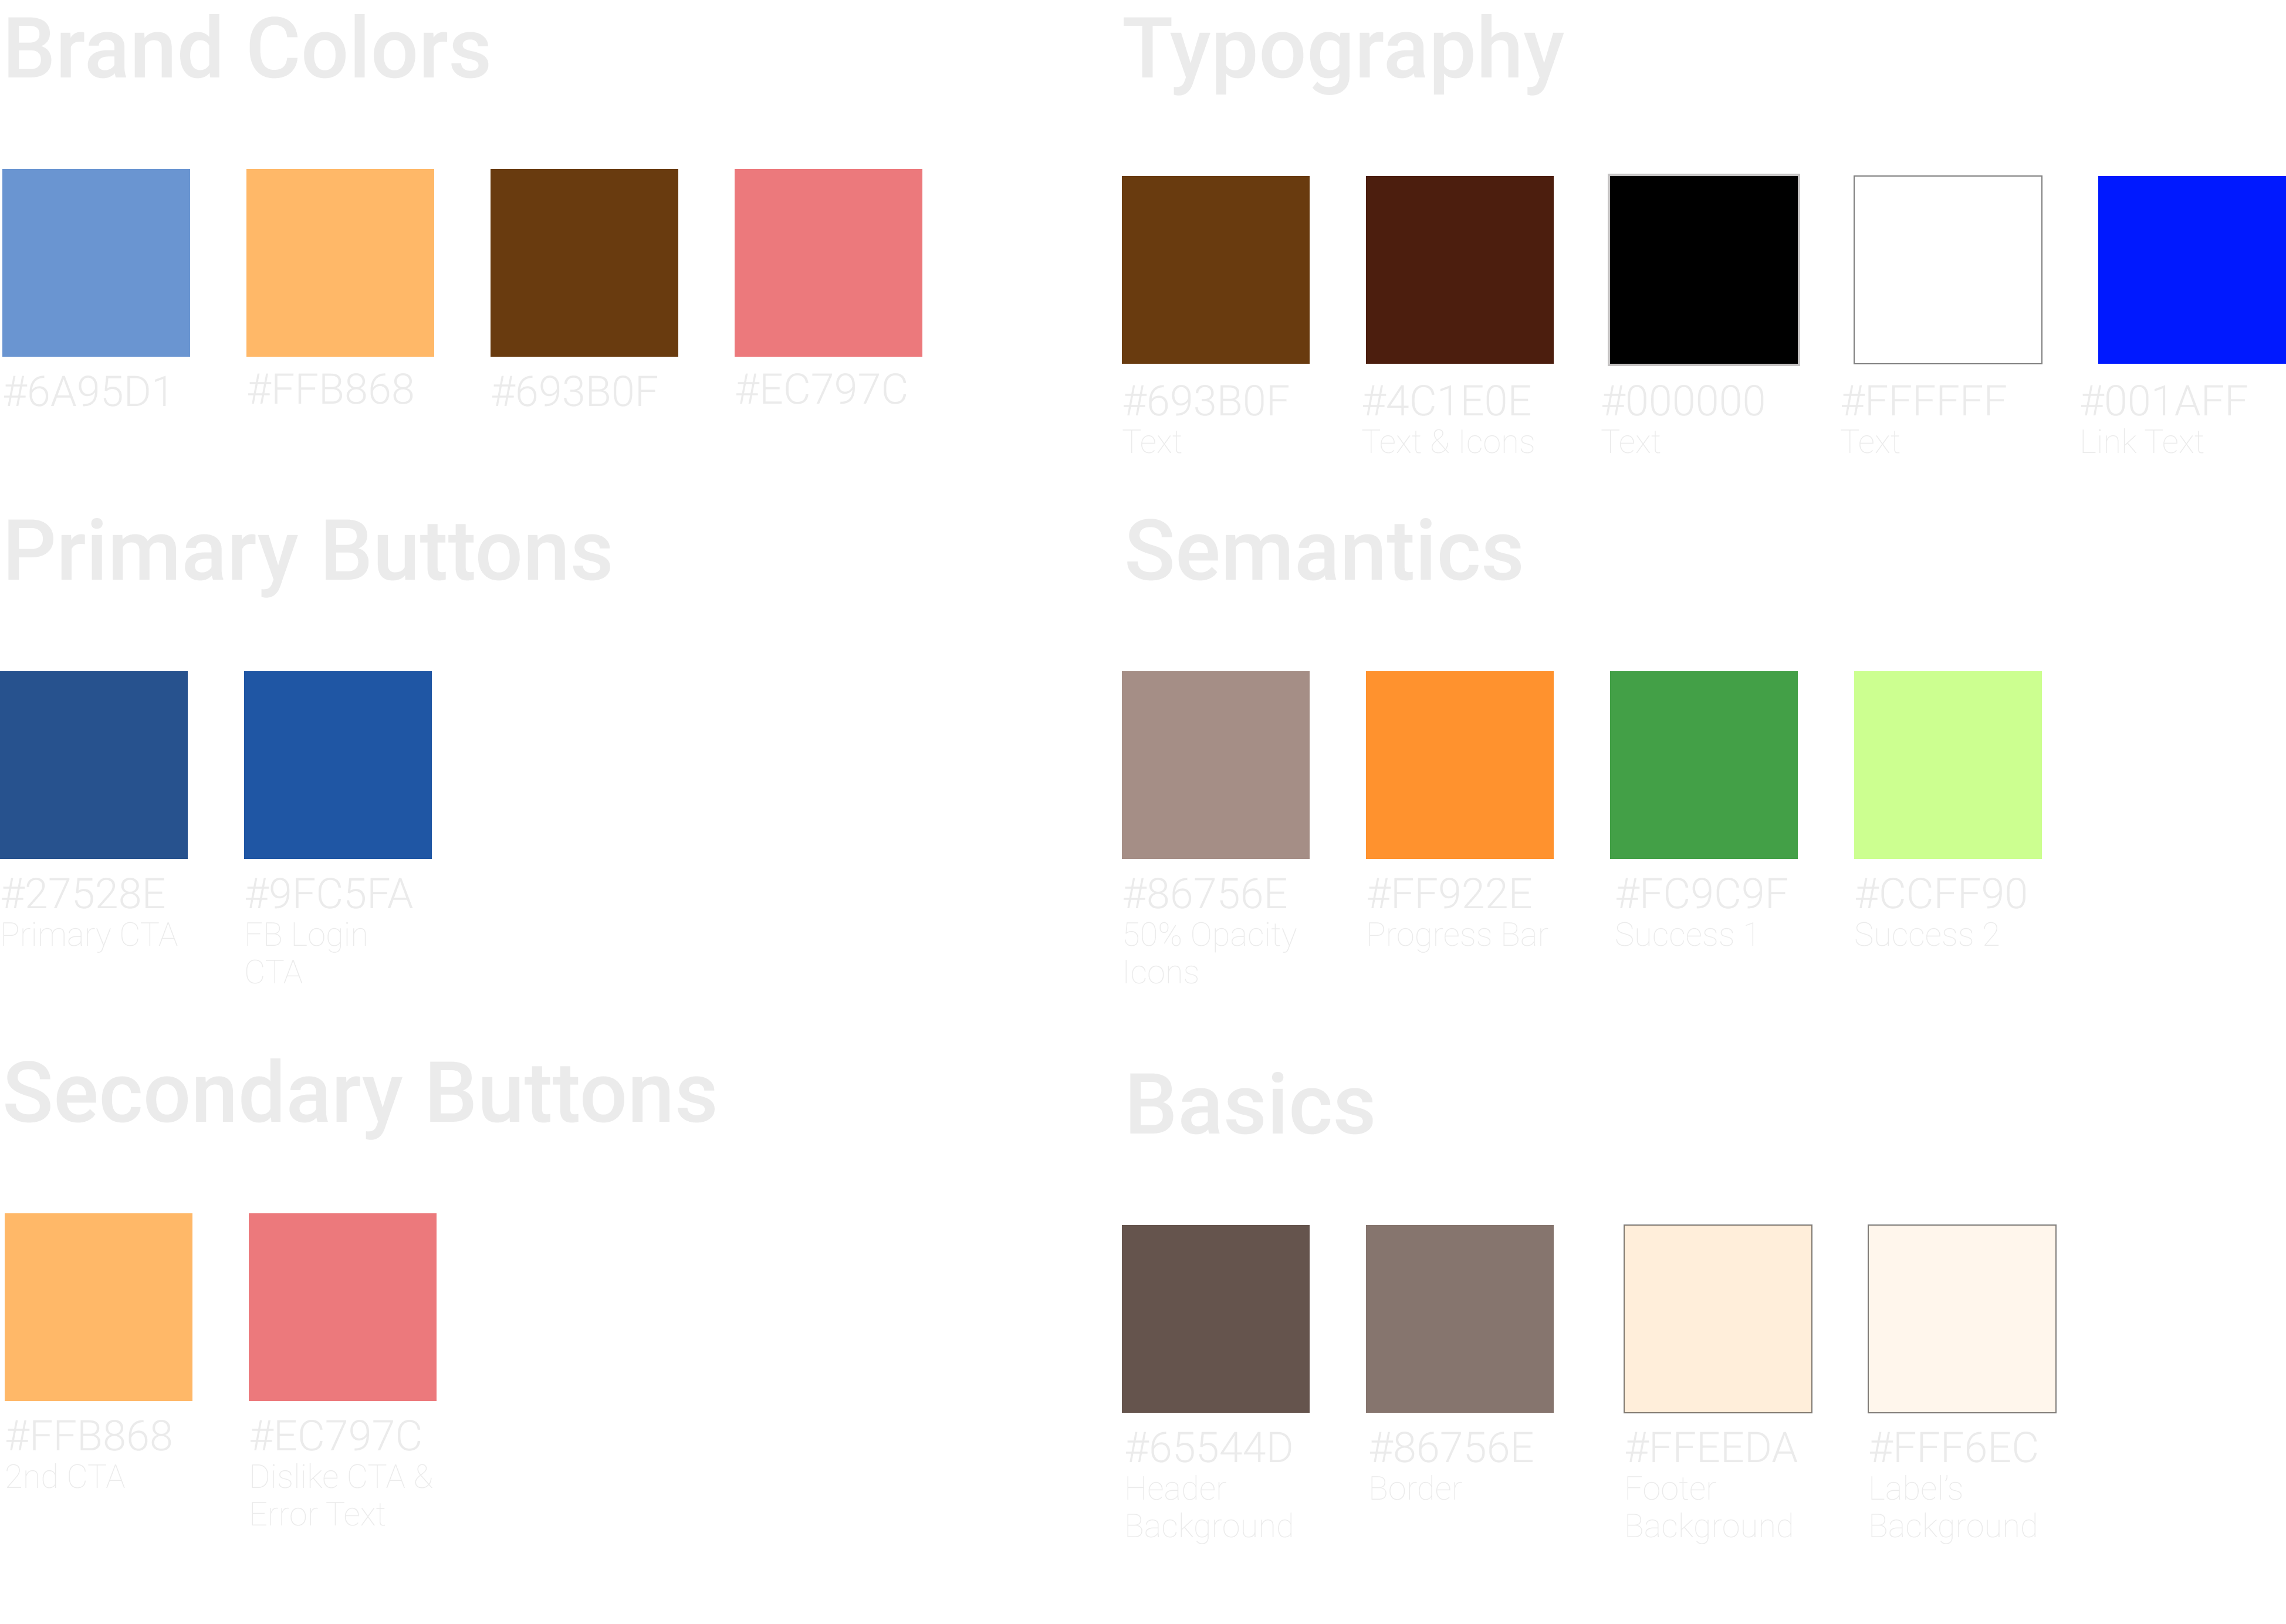 Brand Colors
#6A95D1
#FFB868
#693B0F
#EC797C
Typography
#693B0F
Text
#4C1E0E
Text & Icons
#000000
Text
#FFFFFF
Text
#001AFF
Link Text
Primary Buttons
#27528E
Primary CTA
#9FC5FA
FB Login
CTA
Semantics
#86756E
50% Opacity
Icons
#FF922E
Progress Bar
#FC9C9F
Success 1
#CCFF90
Success 2
Secondary Buttons
#FFB868
2nd CTA
#EC797C
Dislike CTA &
Error Text
Basics
#65544D
Header
Background
#86756E
Border
#FFEEDA
Footer
Background
#FFF6EC
Label's
Background